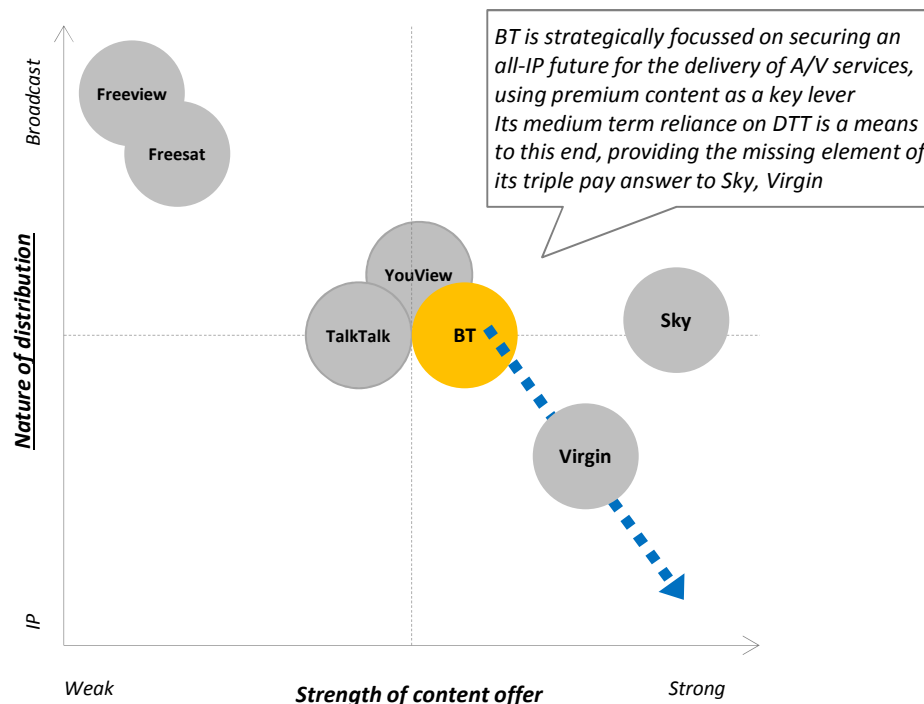 BT is strategically focussed on securing an
all-IP future for the delivery of A/V services,
using premium content as a key lever
Its medium term reliance on DTT is a means
to this end, providing the missing element of
its triple pay answer to Sky, Virgin
Broadcast
Freeview
Freesat
Nature of distribution
YouView
TalkTalk
BT
Sky
Virgin
IP
Weak
Strength of content offer
Strong